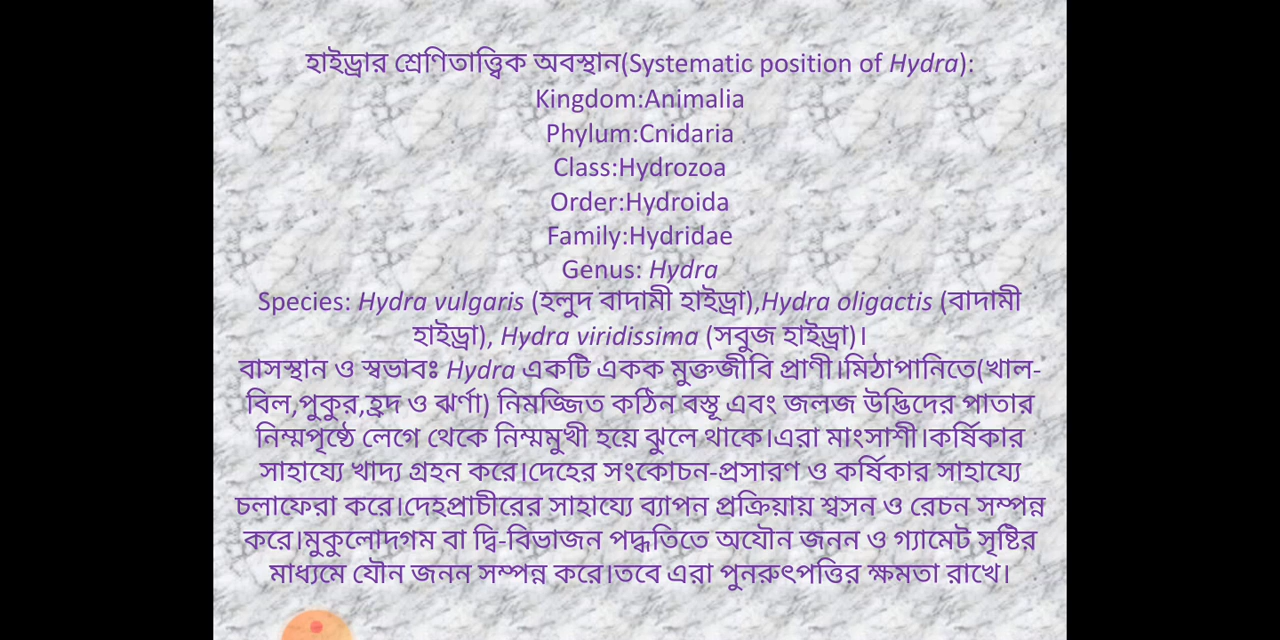 হাইড্রার শ্রেণিতাত্ত্বিক অবস্থান(Systematic position of Hydra):
Kingdom:Animalia
Phylum:Cnidaria
Class:Hydrozoa
Order:Hydroida
Family:Hydridae
Genus: Hydra
Species: Hydra vulgaris (হলুদ বাদামী হাইড্রা),Hydra oligactis (বাদামী
হাইড্রা), Hydra viridissima (সবুজ হাইড্রা)।
বাসস্থান ও স্বভাবঃ Hydra একটি একক মুক্তজীবি প্রাণী।মিঠাপানিতে(খাল-
বিল,পুকুর,হ্রদ ও ঝর্ণা) নিমজ্জিত কঠিন বস্তূ এবং জলজ উদ্ভিদের পাতার
নিম্মপৃষ্ঠে লেগে থেকে নিম্মমুখী হয়ে ঝুলে থাকে।এরা মাংসাশী।কর্ষিকার
সাহায্যে খাদ্য গ্রহন করে।দেহের সংকোচন-প্রসারণ ও কর্ষিকার সাহায্যে
চলাফেরা করে।দেহপ্রাচীরের সাহায্যে ব্যাপন প্রক্রিয়ায় শ্বসন ও রেচন সম্পন্ন
করে।মুকুলোদগম বা দ্বি-বিভাজন পদ্ধতিতে অযৌন জনন ও গ্যামেট সৃষ্টির
মাধ্যমে যৌন জনন সম্পন্ন করে।তবে এরা পুনরুৎপত্তির ক্ষমতা রাখে।